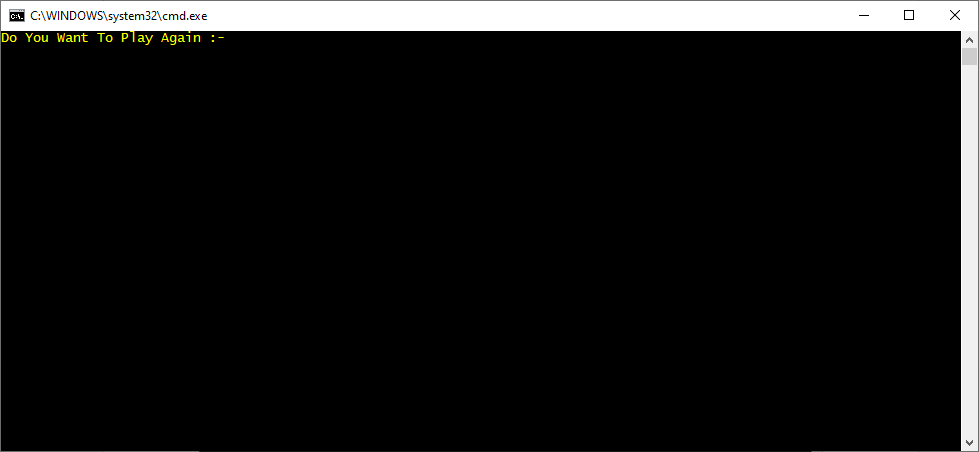 C:\WINDOWS\system32\cmd.exe
Do You Want To Play Again :-